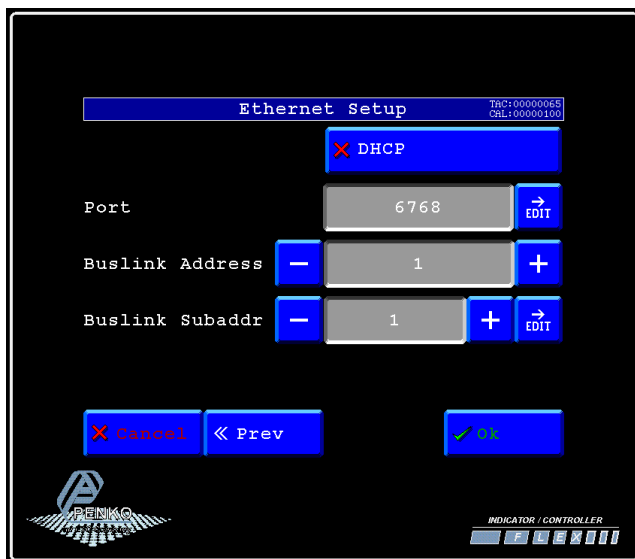 Ethernet Setup
TAC:00000065
CAL:00000100
DHCP
Port 6768 EDIT
Buslink Address − 1 +
Buslink Subaddr − 1 + EDIT
Cancel « Prev Ok
PENKO
INDICATOR / CONTROLLER
FLEX